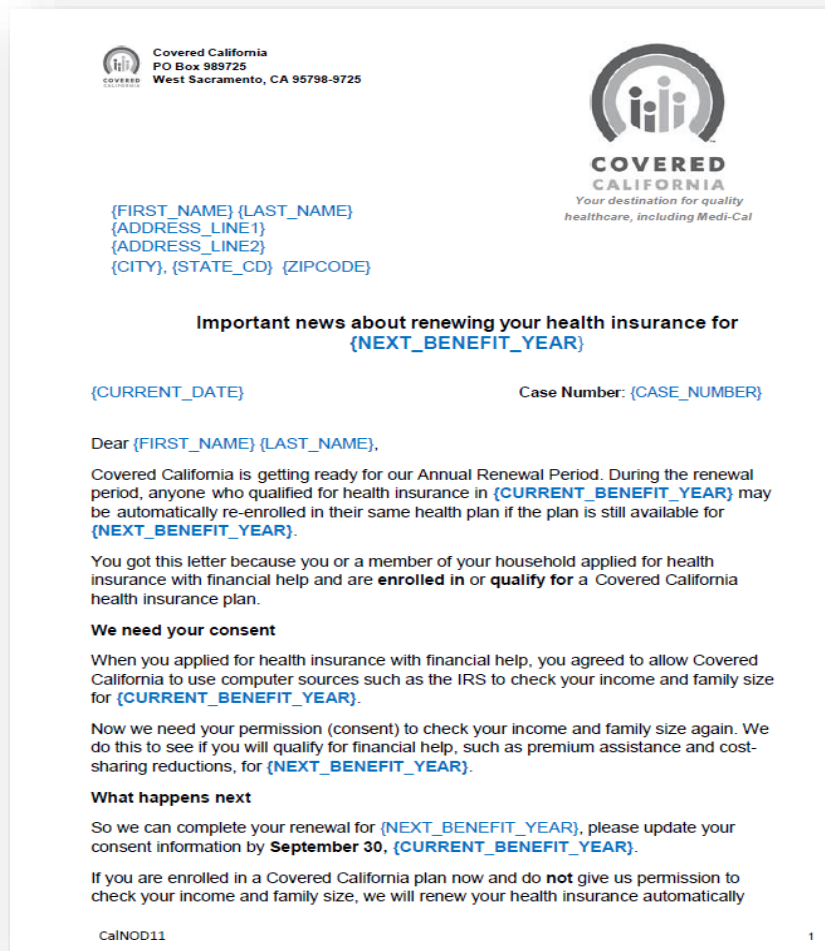 Covered California
PO Box 989725
West Sacramento, CA 95798-9725
COVERED
CALIFORNIA
COVERED
CALIFORNIA
Your destination for quality
healthcare, including Medi-Cal
{FIRST_NAME} {LAST_NAME}
{ADDRESS_LINE1}
{ADDRESS_LINE2}
{CITY}, {STATE_CD} {ZIPCODE}
Important news about renewing your health insurance for
{NEXT_BENEFIT_YEAR}
{CURRENT_DATE}
Case Number: {CASE_NUMBER}
Dear {FIRST_NAME} {LAST_NAME},
Covered California is getting ready for our Annual Renewal Period. During the renewal
period, anyone who qualified for health insurance in {CURRENT_BENEFIT_YEAR} may
be automatically re-enrolled in their same health plan if the plan is still available for
{NEXT_BENEFIT_YEAR}.
You got this letter because you or a member of your household applied for health
insurance with financial help and are enrolled in or qualify for a Covered California
health insurance plan.
We need your consent
When you applied for health insurance with financial help, you agreed to allow Covered
California to use computer sources such as the IRS to check your income and family size
for {CURRENT_BENEFIT_YEAR}.
Now we need your permission (consent) to check your income and family size again. We
do this to see if you will qualify for financial help, such as premium assistance and cost-
sharing reductions, for {NEXT_BENEFIT_YEAR}.
What happens next
So we can complete your renewal for {NEXT_BENEFIT_YEAR}, please update your
consent information by September 30, {CURRENT_BENEFIT_YEAR}.
If you are enrolled in a Covered California plan now and do not give us permission to
check your income and family size, we will renew your health insurance automatically
CalNOD11
1